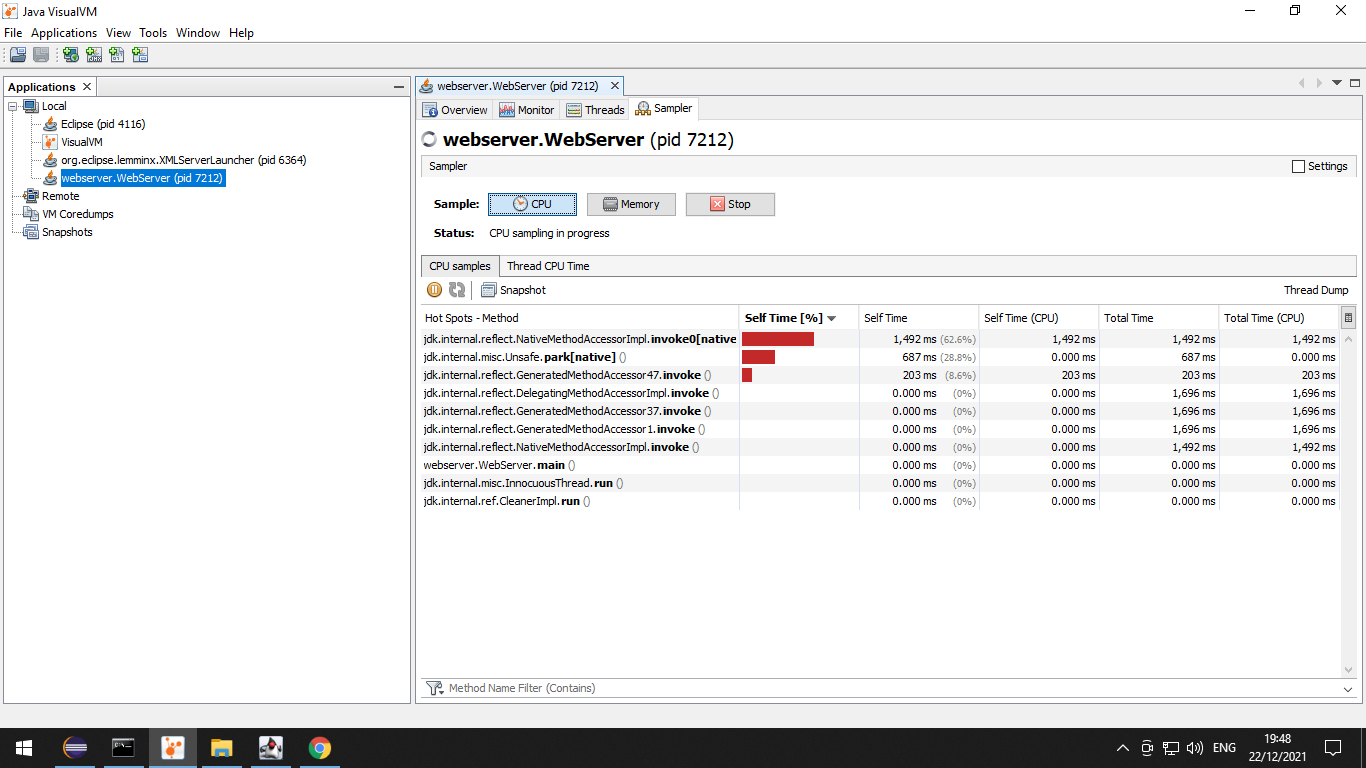 Java VisualVM
File Applications View Tools Window Help
Applications
Local
Eclipse (pid 4116)
VisualVM
org.eclipse.lemminx.XMLServerLauncher (pid 6364)
webserver.WebServer (pid 7212)
Remote
VM Coredumps
Snapshots
webserver.WebServer (pid 7212)
Overview Monitor Threads Sampler
webserver.WebServer (pid 7212)
Sampler Settings
Sample: CPU Memory Stop
Status: CPU sampling in progress
CPU samples Thread CPU Time
Snapshot Thread Dump
Hot Spots - Method Self Time [%] Self Time Self Time (CPU) Total Time Total Time (CPU)
jdk.internal.reflect.NativeMethodAccessorImpl.invoke0[native 1,492 ms (62.6%) 1,492 ms 1,492 ms 1,492 ms
jdk.internal.misc.Unsafe.park[native] () 687 ms (28.8%) 0.000 ms 687 ms 0.000 ms
jdk.internal.reflect.GeneratedMethodAccessor47.invoke () 203 ms (8.6%) 203 ms 203 ms 203 ms
jdk.internal.reflect.DelegatingMethodAccessorImpl.invoke () 0.000 ms (0%) 0.000 ms 1,696 ms 1,696 ms
jdk.internal.reflect.GeneratedMethodAccessor37.invoke () 0.000 ms (0%) 0.000 ms 1,696 ms 1,696 ms
jdk.internal.reflect.GeneratedMethodAccessor1.invoke () 0.000 ms (0%) 0.000 ms 1,696 ms 1,696 ms
jdk.internal.reflect.NativeMethodAccessorImpl.invoke () 0.000 ms (0%) 0.000 ms 1,492 ms 1,492 ms
webserver.WebServer.main () 0.000 ms (0%) 0.000 ms 0.000 ms 0.000 ms
jdk.internal.misc.InnocuousThread.run () 0.000 ms (0%) 0.000 ms 0.000 ms 0.000 ms
jdk.internal.ref.CleanerImpl.run () 0.000 ms (0%) 0.000 ms 0.000 ms 0.000 ms
Method Name Filter (Contains)
ENG
19:48
22/12/2021